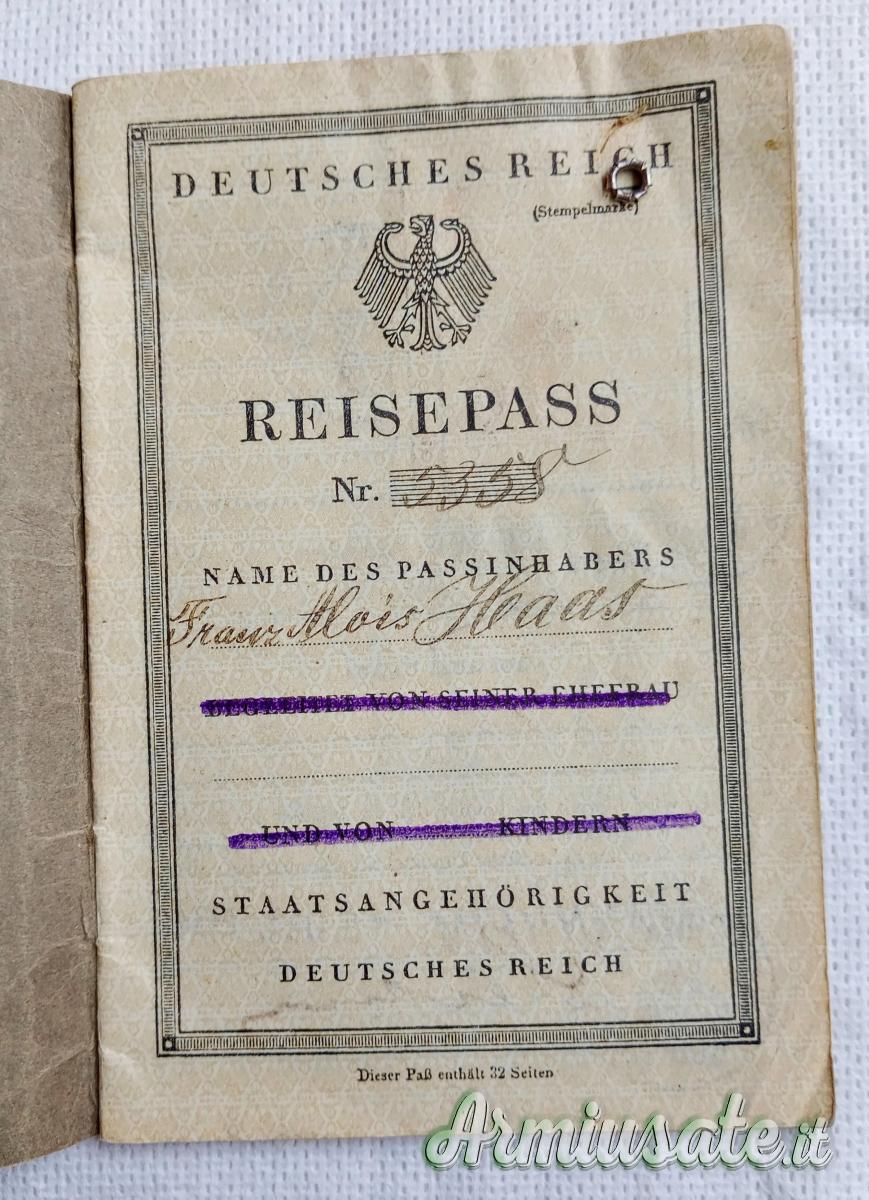 DEUTSCHES REICH
(Stempelmarke)
REISEPASS
Nr. 5358
NAME DES PASSINHABERS
Franz Alois Haas
BEGLEITET VON SEINER EHEFRAU
UND VON KINDERN
STAATSANGEHÖRIGKEIT
DEUTSCHES REICH
Dieser Paß enthält 32 Seiten
Armiusate.it